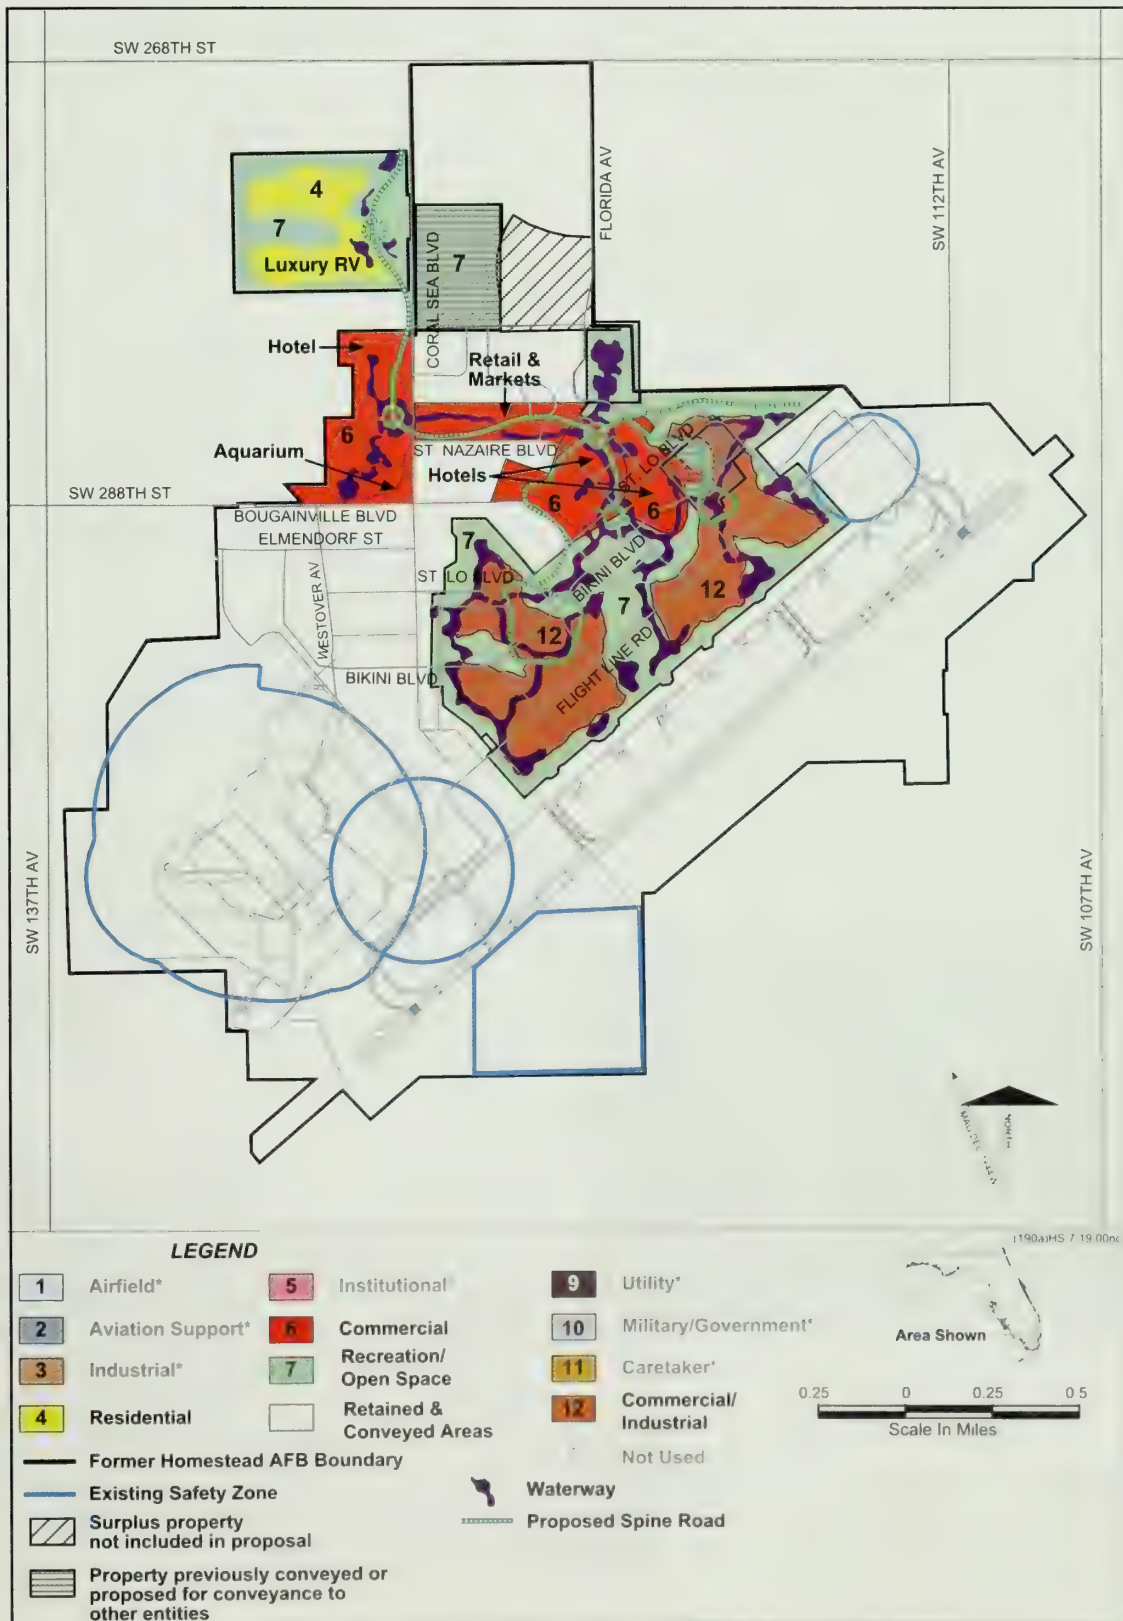 SW 268TH ST
FLORIDA AV
SW 112TH AV
4
7
Luxury RV
CORAL SEA BLVD
7
Hotel
Retail &
Markets
6
Aquarium
ST NAZAIRE BLVD
Hotels
ST. LO BLVD
SW 288TH ST
6
6
BOUGAINVILLE BLVD
ELMENDORF ST
7
ST LO BLVD
BIKINI BLVD
WESTOVER AV
12
7
12
BIKINI BLVD
FLIGHT LINE RD
SW 137TH AV
SW 107TH AV
NORTH
LEGEND
1 Airfield*
2 Aviation Support*
3 Industrial*
4 Residential
5 Institutional*
6 Commercial
7 Recreation/
Open Space
Retained &
Conveyed Areas
9 Utility*
10 Military/Government*
11 Caretaker*
12 Commercial/
Industrial
* Not Used
Former Homestead AFB Boundary
Existing Safety Zone
Surplus property
not included in proposal
Property previously conveyed or
proposed for conveyance to
other entities
Waterway
Proposed Spine Road
Area Shown
0.25 0 0.25 0.5
Scale In Miles